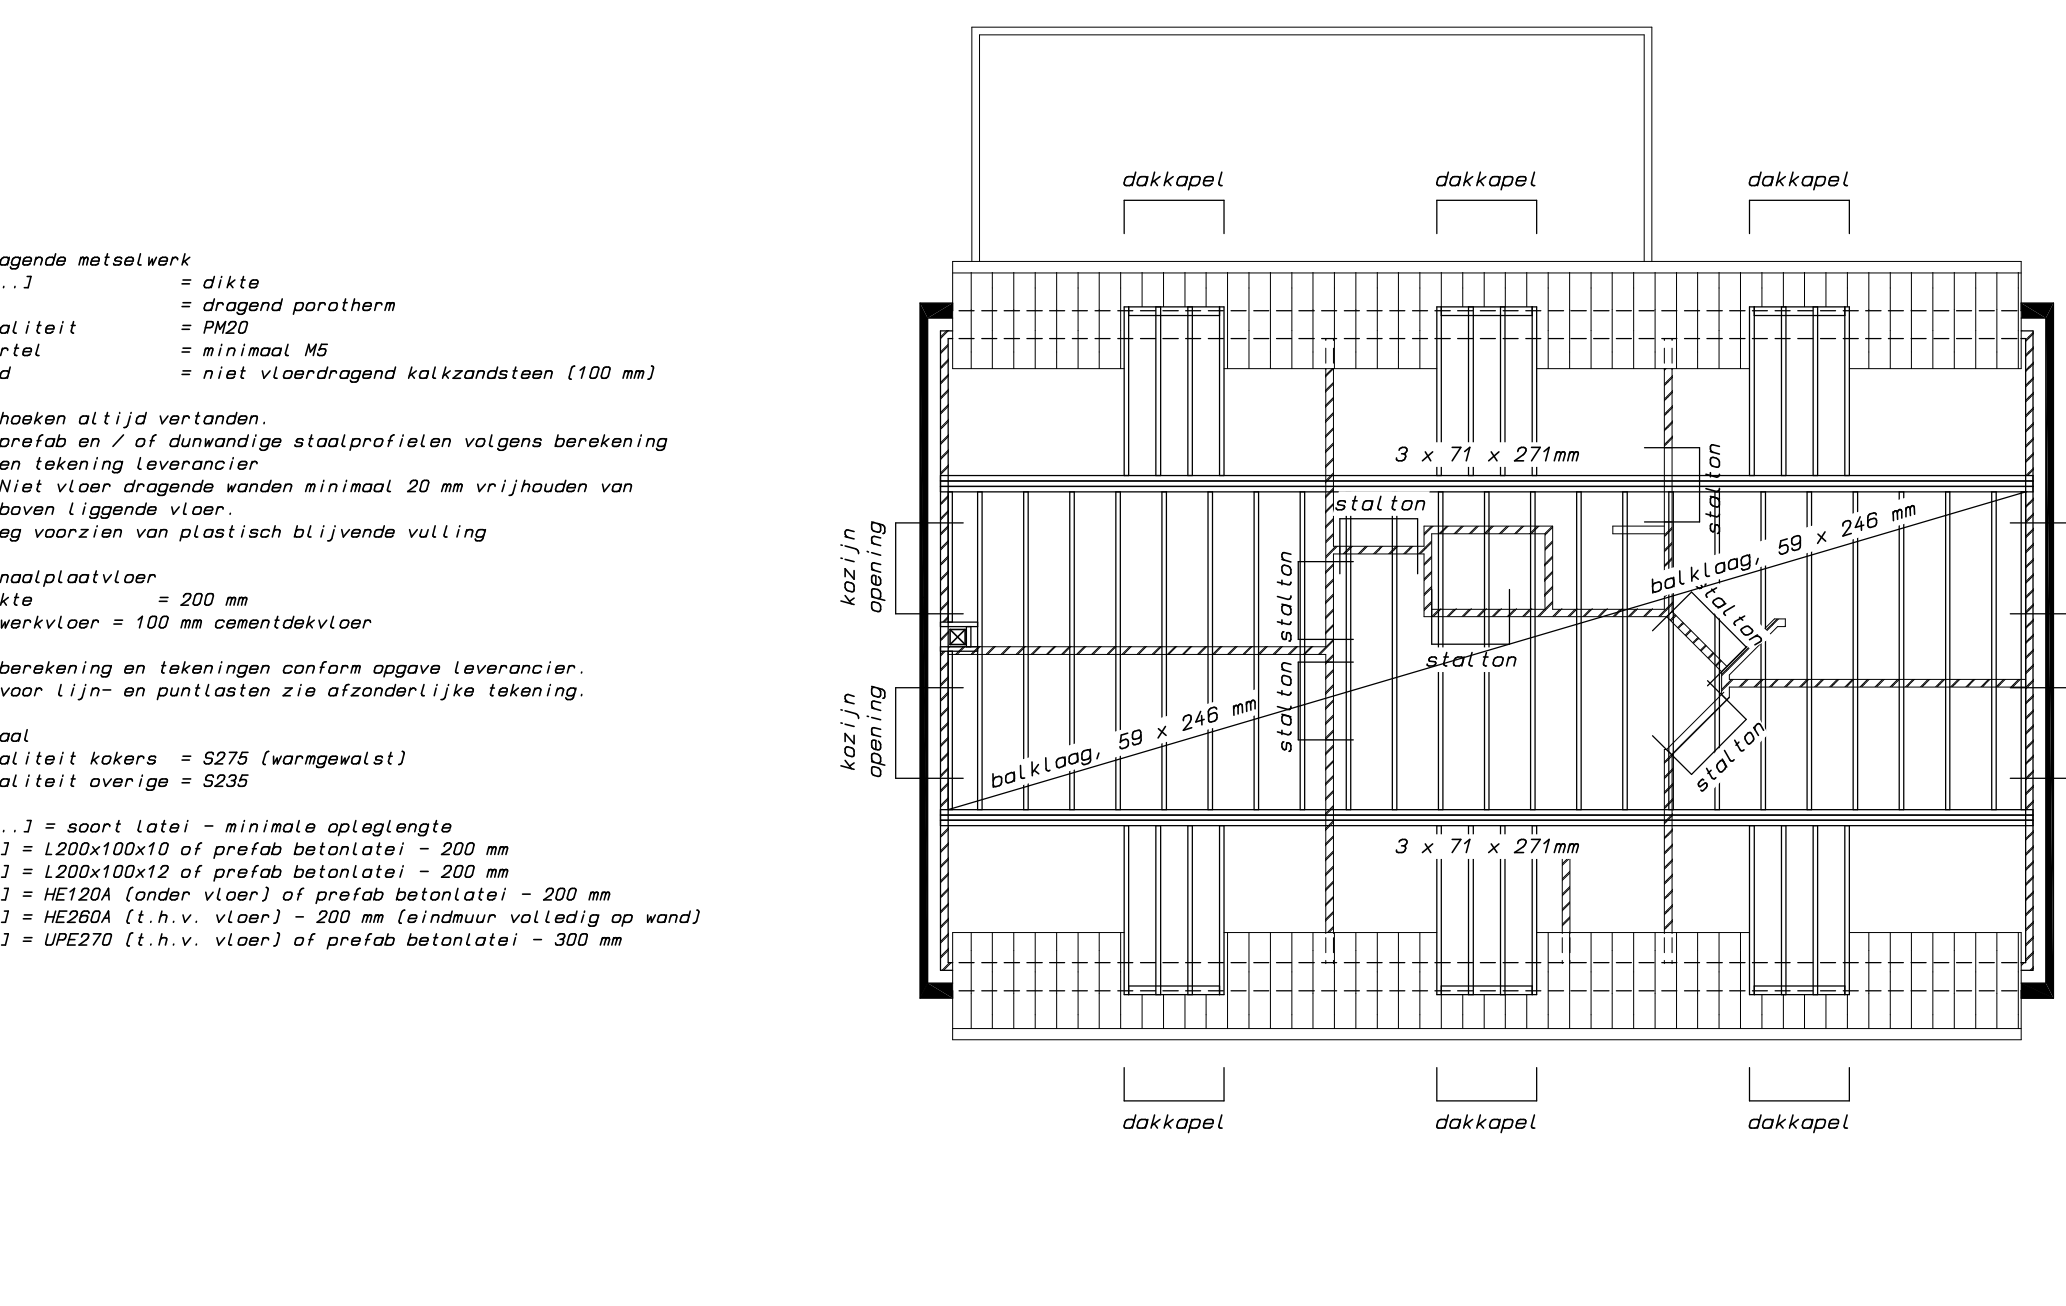 agende metselwerk
..] = dikte
= dragend porotherm
aliteit = PM20
rtel = minimaal M5
d = niet vloerdragend kalkzandsteen (100 mm)
hoeken altijd vertanden.
prefab en / of dunwandige staalprofielen volgens berekening
en tekening leverancier
Niet vloer dragende wanden minimaal 20 mm vrijhouden van
boven liggende vloer.
eg voorzien van plastisch blijvende vulling
naalplaatvloer
kte = 200 mm
werkvloer = 100 mm cementdekvloer
berekening en tekeningen conform opgave leverancier.
voor lijn- en puntlasten zie afzonderlijke tekening.
aal
aliteit kokers = S275 (warmgewalst)
aliteit overige = S235
..] = soort latei - minimale opleglengte
] = L200x100x10 of prefab betonlatei - 200 mm
] = L200x100x12 of prefab betonlatei - 200 mm
] = HE120A (onder vloer) of prefab betonlatei - 200 mm
] = HE260A (t.h.v. vloer) - 200 mm (eindmuur volledig op wand)
] = UPE270 (t.h.v. vloer) of prefab betonlatei - 300 mm
dakkapel
dakkapel
dakkapel
3 x 71 x 271mm
stalton
stalton
kozijn
opening
balklaag, 59 x 246 mm
stalton
stalton
stalton
stalton
kozijn
opening
balklaag, 59 x 246 mm
stalton
3 x 71 x 271mm
dakkapel
dakkapel
dakkapel